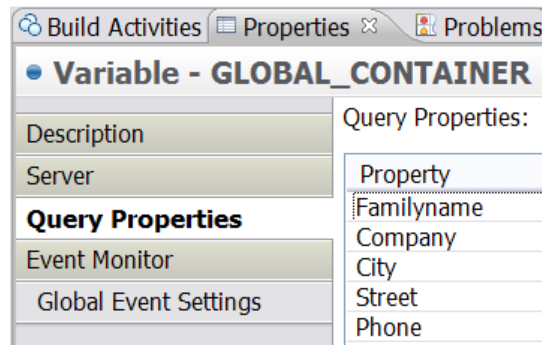 Build Activities Properties Problems
Variable - GLOBAL_CONTAINER
Description
Server
Query Properties
Event Monitor
Global Event Settings
Query Properties:
Property
Familyname
Company
City
Street
Phone